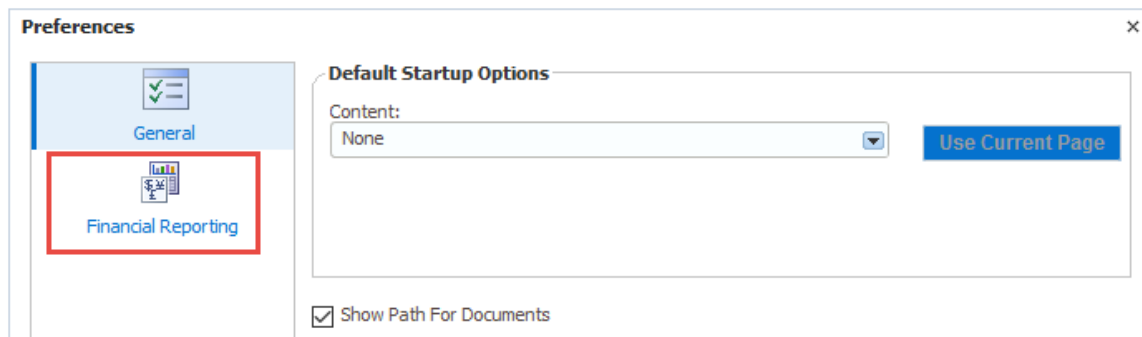 Preferences
×
General
Financial Reporting
Default Startup Options
Content:
None
Use Current Page
Show Path For Documents